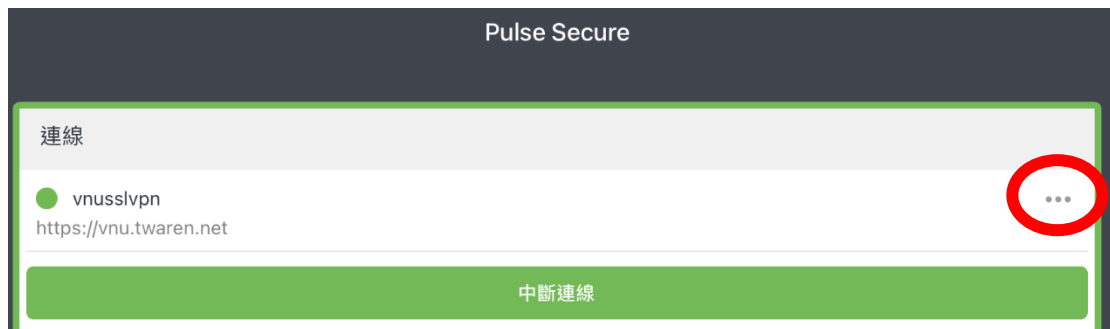 Pulse Secure
連線
vnusslvpn
https://vnu.twaren.net
中斷連線